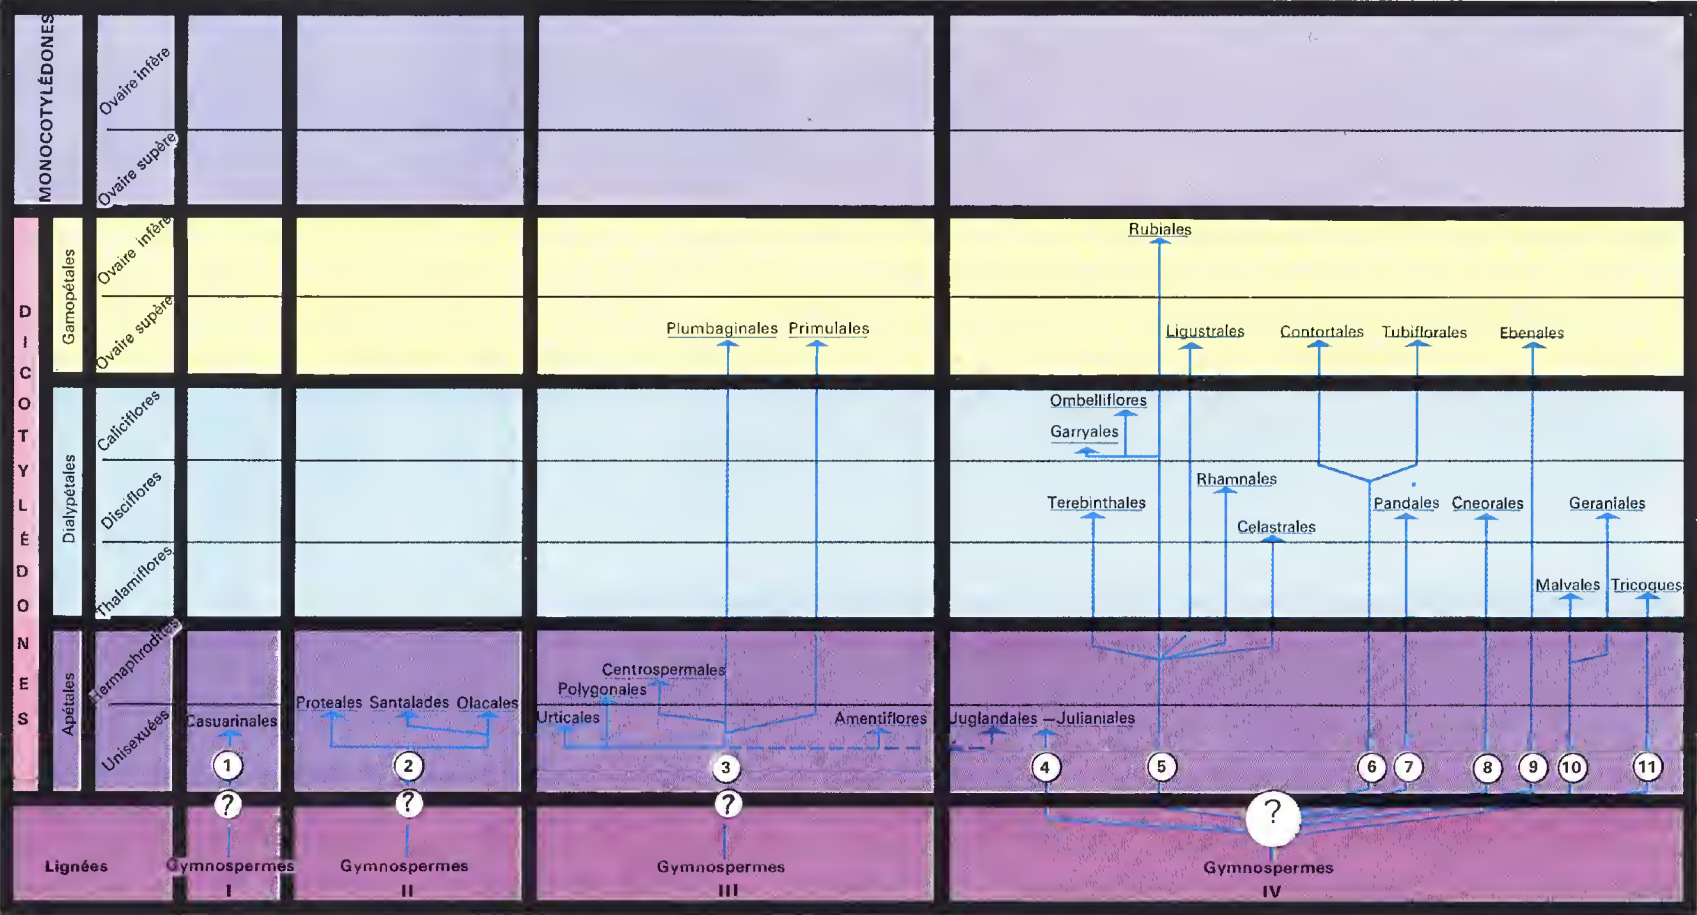 MONOCOTYLÉDONES
Ovaire infère
Ovaire supère
DICOTYLÉDONES
Gamopétales
Ovaire infère
Ovaire supère
Rubiales
Plumbaginales Primulales
Ligustrales Contortales Tubiflorales Ebenales
Dialypétales
Caliciflores
Disciflores
Thalamiflores
Ombelliflores
Garryales
Rhamnales
Terebinthales
Pandales Cneorales Geraniales
Celastrales
Malvales Tricoques
Apétales
Hermaphrodites
Unisexuées
Centrospermales
Polygonales
Proteales Santalades Olacales
Casuarinales
Urticales
Amentiflores
Juglandales — Julianiales
1 2 3 4 5 6 7 8 9 10 11
? ? ? ?
Lignées
Gymnospermes Gymnospermes Gymnospermes Gymnospermes
I II III IV